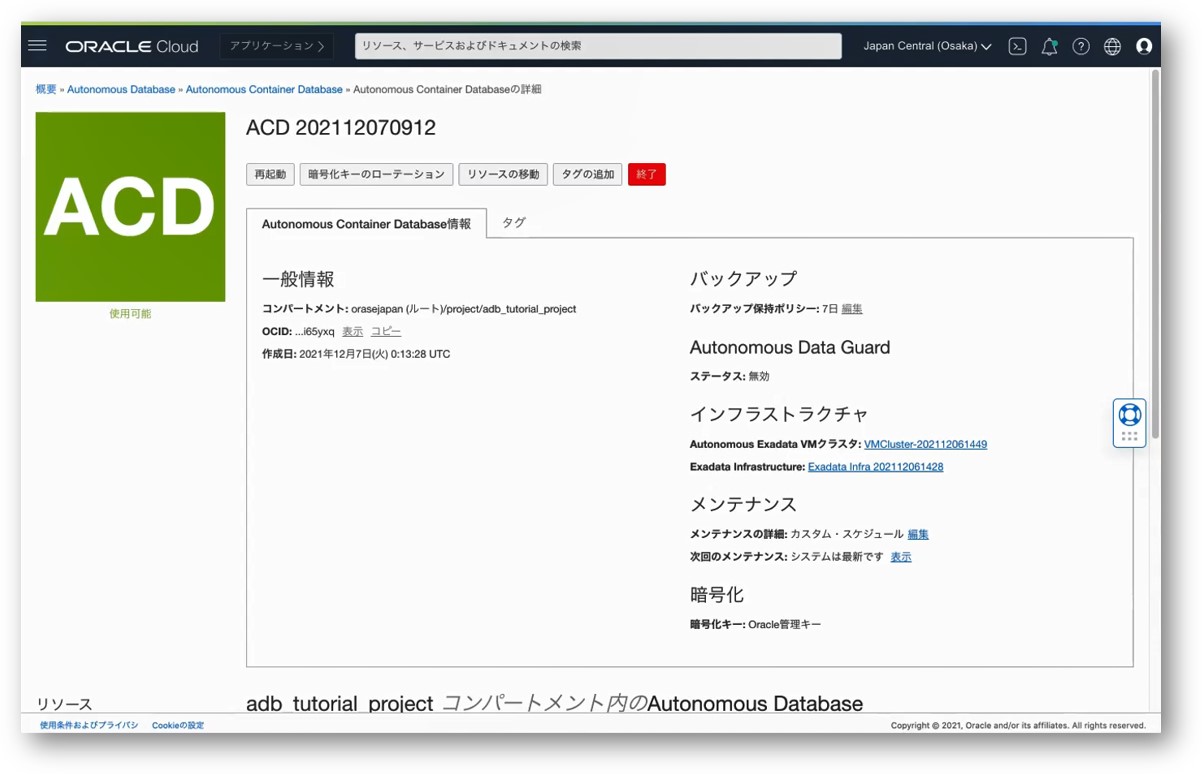 ORACLE Cloud
アプリケーション
リソース、サービスおよびドキュメントの検索
Japan Central (Osaka)
概要 » Autonomous Database » Autonomous Container Database » Autonomous Container Databaseの詳細
ACD
使用可能
ACD 202112070912
再起動 暗号化キーのローテーション リソースの移動 タグの追加 終了
Autonomous Container Database情報 タグ
一般情報
コンパートメント: orasejapan (ルート)/project/adb_tutorial_project
OCID: ...i65yxq 表示 コピー
作成日: 2021年12月7日(火) 0:13:28 UTC
バックアップ
バックアップ保持ポリシー: 7日 編集
Autonomous Data Guard
ステータス: 無効
インフラストラクチャ
Autonomous Exadata VMクラスタ: VMCluster-202112061449
Exadata Infrastructure: Exadata Infra 202112061428
メンテナンス
メンテナンスの詳細: カスタム・スケジュール 編集
次回のメンテナンス: システムは最新です 表示
暗号化
暗号化キー: Oracle管理キー
リソース
adb_tutorial_project コンパートメント内のAutonomous Database
使用条件およびプライバシ Cookieの設定
Copyright © 2021, Oracle and/or its affiliates. All rights reserved.